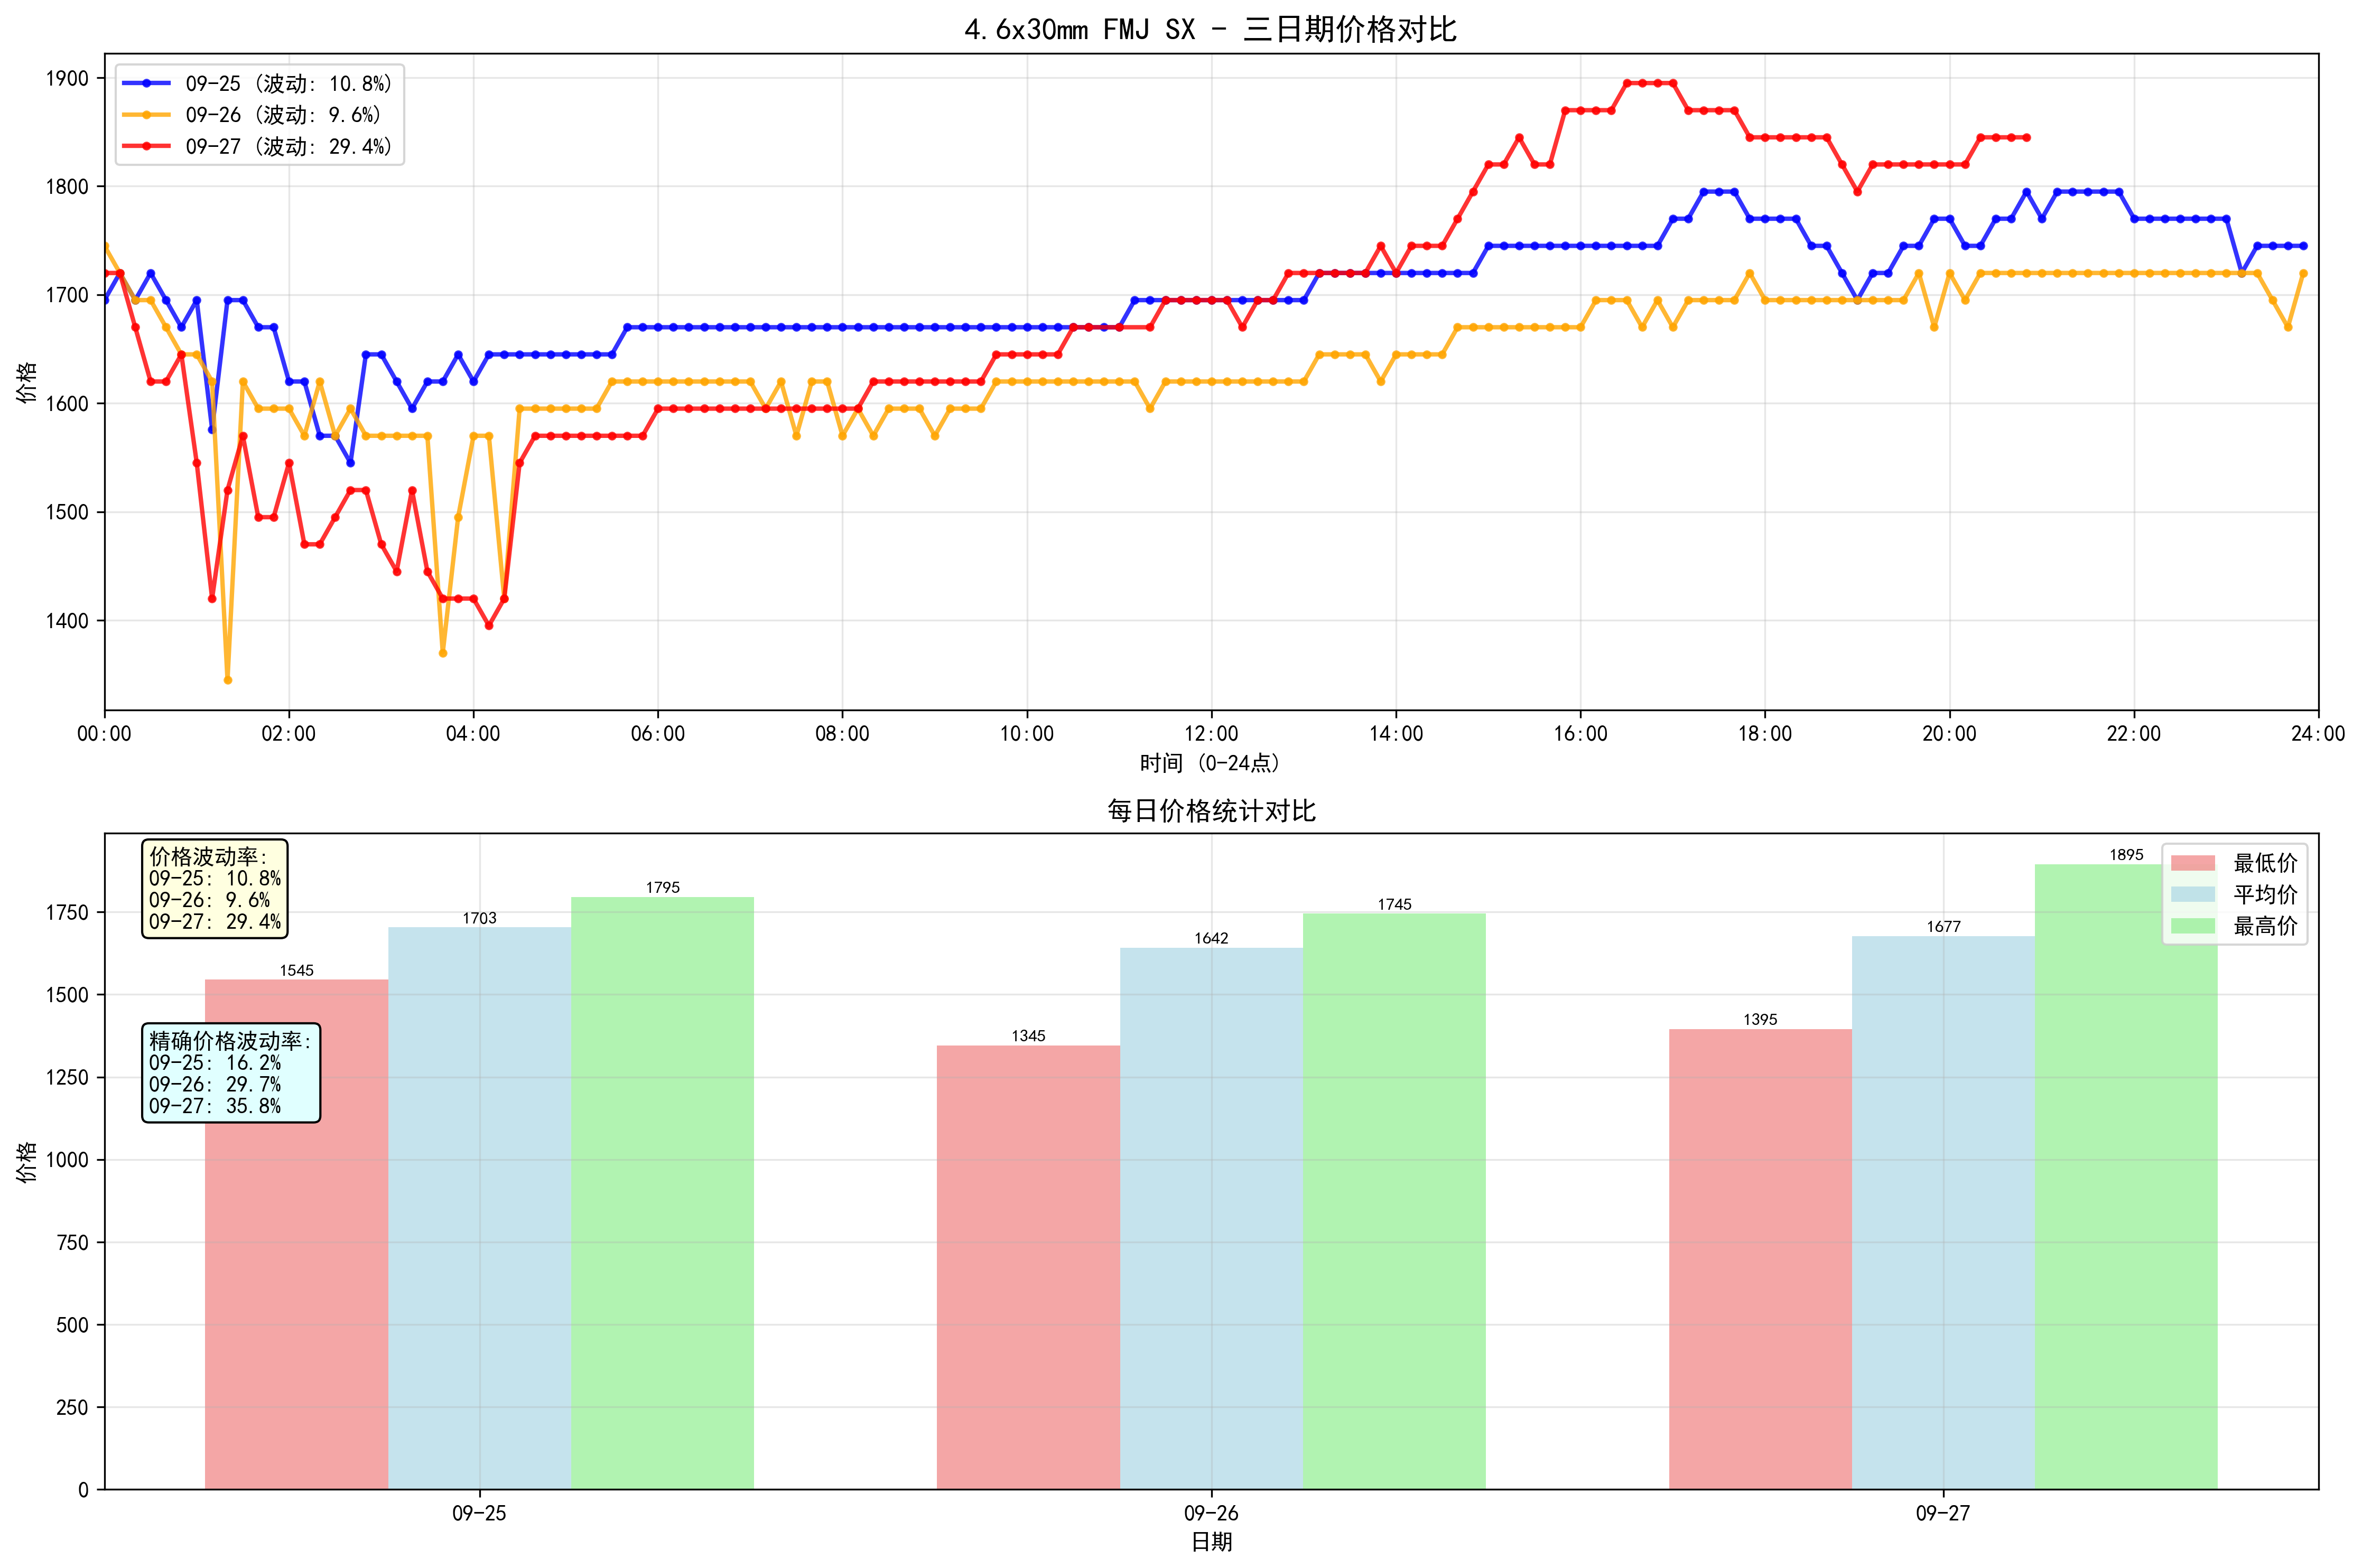 4.6x30mm FMJ SX - 三日期价格对比
09-25 (波动: 10.8%)
09-26 (波动: 9.6%)
09-27 (波动: 29.4%)
价格
1900
1800
1700
1600
1500
1400
00:00 02:00 04:00 06:00 08:00 10:00 12:00 14:00 16:00 18:00 20:00 22:00 24:00
时间 (0-24点)
每日价格统计对比
价格波动率:
09-25: 10.8%
09-26: 9.6%
09-27: 29.4%
精确价格波动率:
09-25: 16.2%
09-26: 29.7%
09-27: 35.8%
最低价
平均价
最高价
1545 1703 1795
1345 1642 1745
1395 1677 1895
价格
1750
1500
1250
1000
750
500
250
0
09-25 09-26 09-27
日期